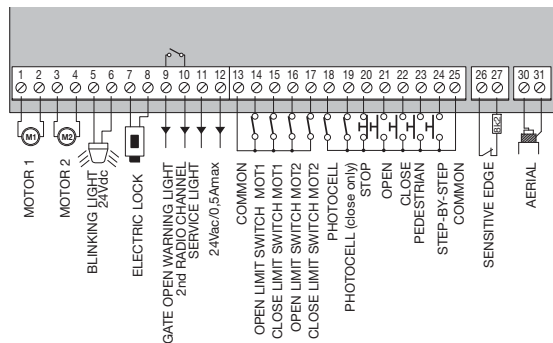 1 2 3 4 5 6 7 8 9 10 11 12 13 14 15 16 17 18 19 20 21 22 23 24 25 26 27 30 31
M1
M2
8k2
MOTOR 1
MOTOR 2
BLINKING LIGHT
24Vdc
ELECTRIC LOCK
GATE OPEN WARNING LIGHT
2nd RADIO CHANNEL
SERVICE LIGHT
24Vac/0,5Amax
COMMON
OPEN LIMIT SWITCH MOT1
CLOSE LIMIT SWITCH MOT1
OPEN LIMIT SWITCH MOT2
CLOSE LIMIT SWITCH MOT2
PHOTOCELL
PHOTOCELL (close only)
STOP
OPEN
CLOSE
PEDESTRIAN
STEP-BY-STEP
COMMON
SENSITIVE EDGE
AERIAL